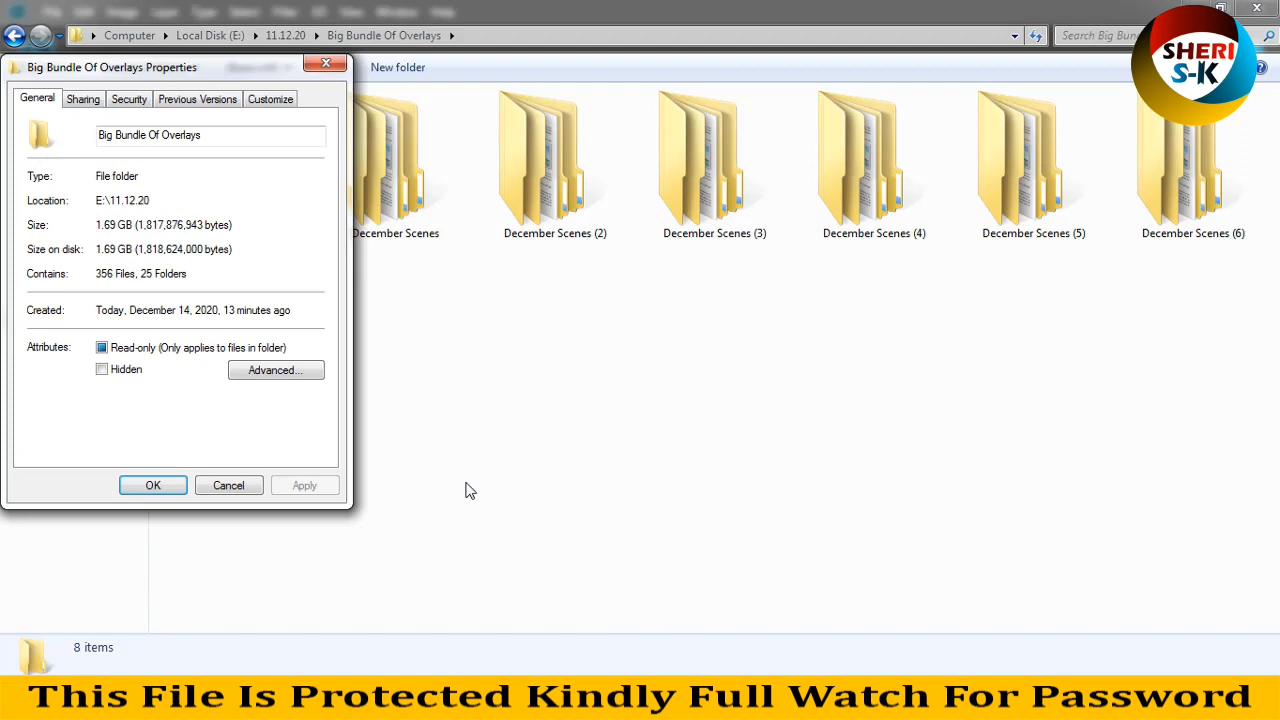 Computer
Local Disk (E:)
11.12.20
Big Bundle Of Overlays
Search Big Bun
Big Bundle Of Overlays Properties
New folder
General
Sharing
Security
Previous Versions
Customize
Big Bundle Of Overlays
Type: File folder
Location: E:\11.12.20
Size: 1.69 GB (1,817,876,943 bytes)
Size on disk: 1.69 GB (1,818,624,000 bytes)
Contains: 356 Files, 25 Folders
Created: Today, December 14, 2020, 13 minutes ago
Attributes: Read-only (Only applies to files in folder)
Hidden
Advanced...
OK
Cancel
Apply
December Scenes
December Scenes (2)
December Scenes (3)
December Scenes (4)
December Scenes (5)
December Scenes (6)
SHERI
S-K
8 items
This File Is Protected Kindly Full Watch For Password